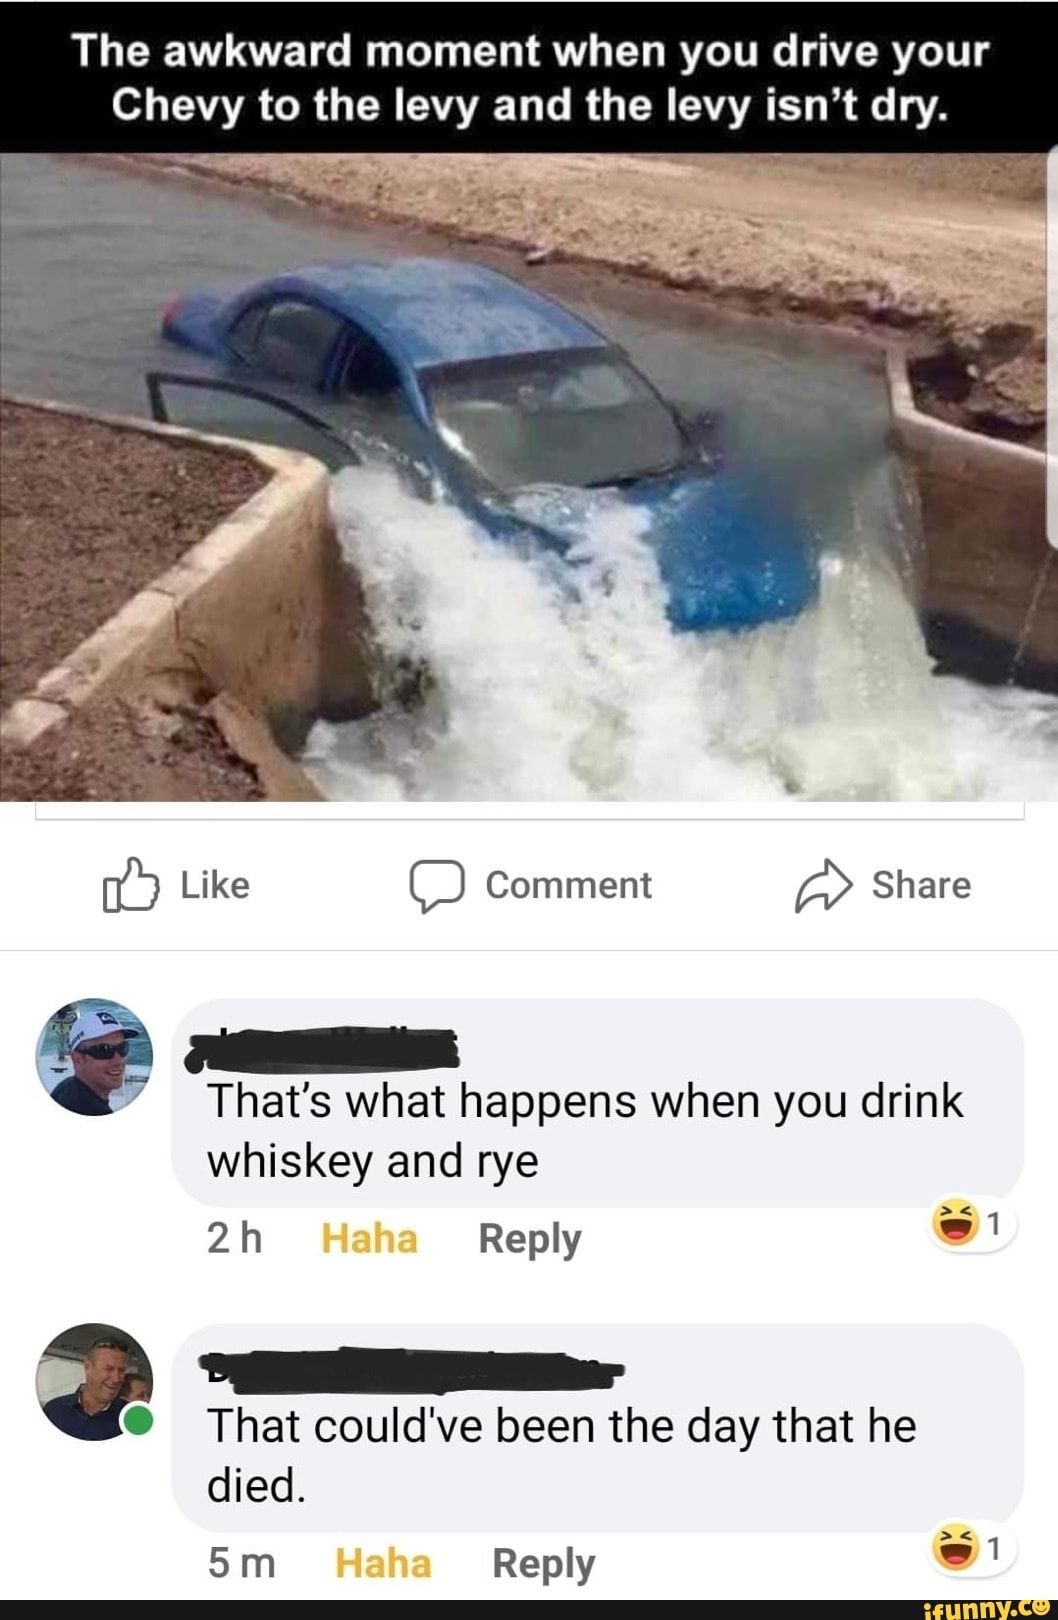 The awkward moment when you drive your
Chevy to the levy and the levy isn't dry.
Like Comment Share
That's what happens when you drink
whiskey and rye
2 h Haha Reply 1
That could've been the day that he
died.
5 m Haha Reply 1
ifunny.co